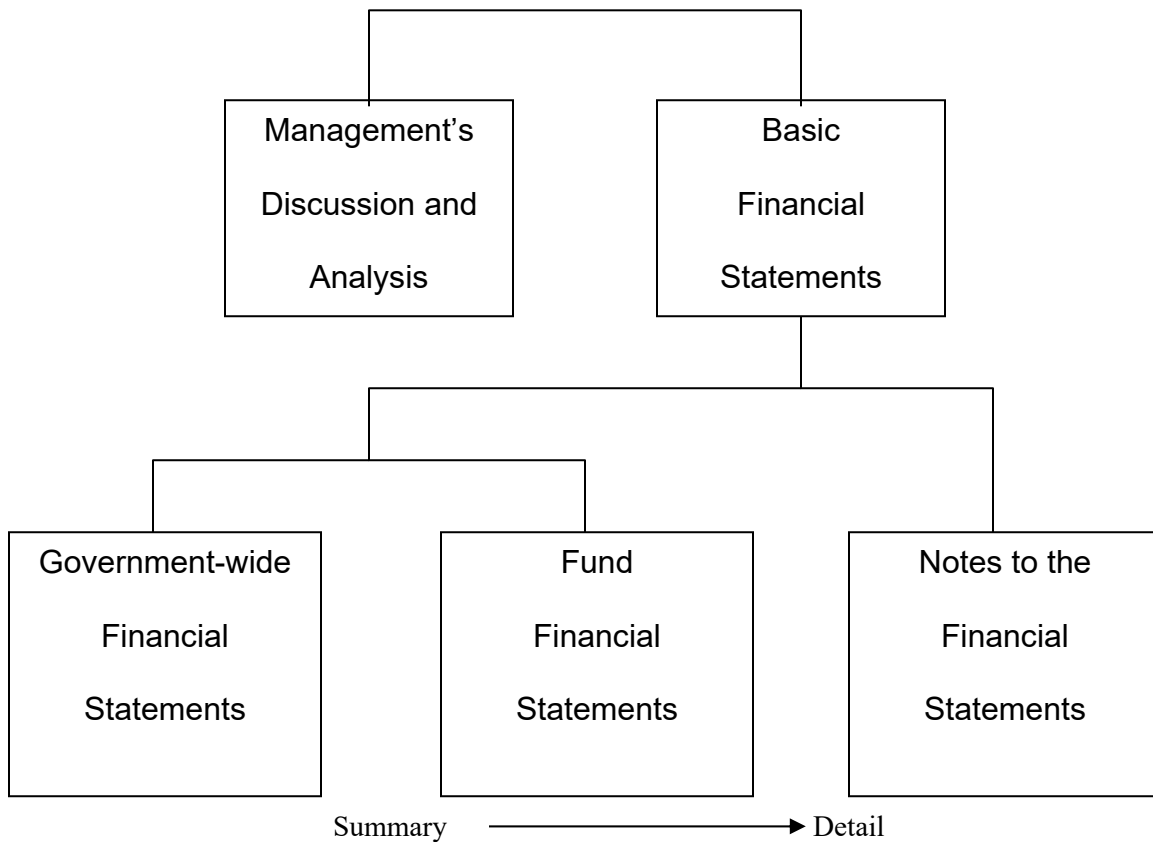 Management’s
Discussion and
Analysis
Basic
Financial
Statements
Government-wide
Financial
Statements
Fund
Financial
Statements
Notes to the
Financial
Statements
Summary
Detail